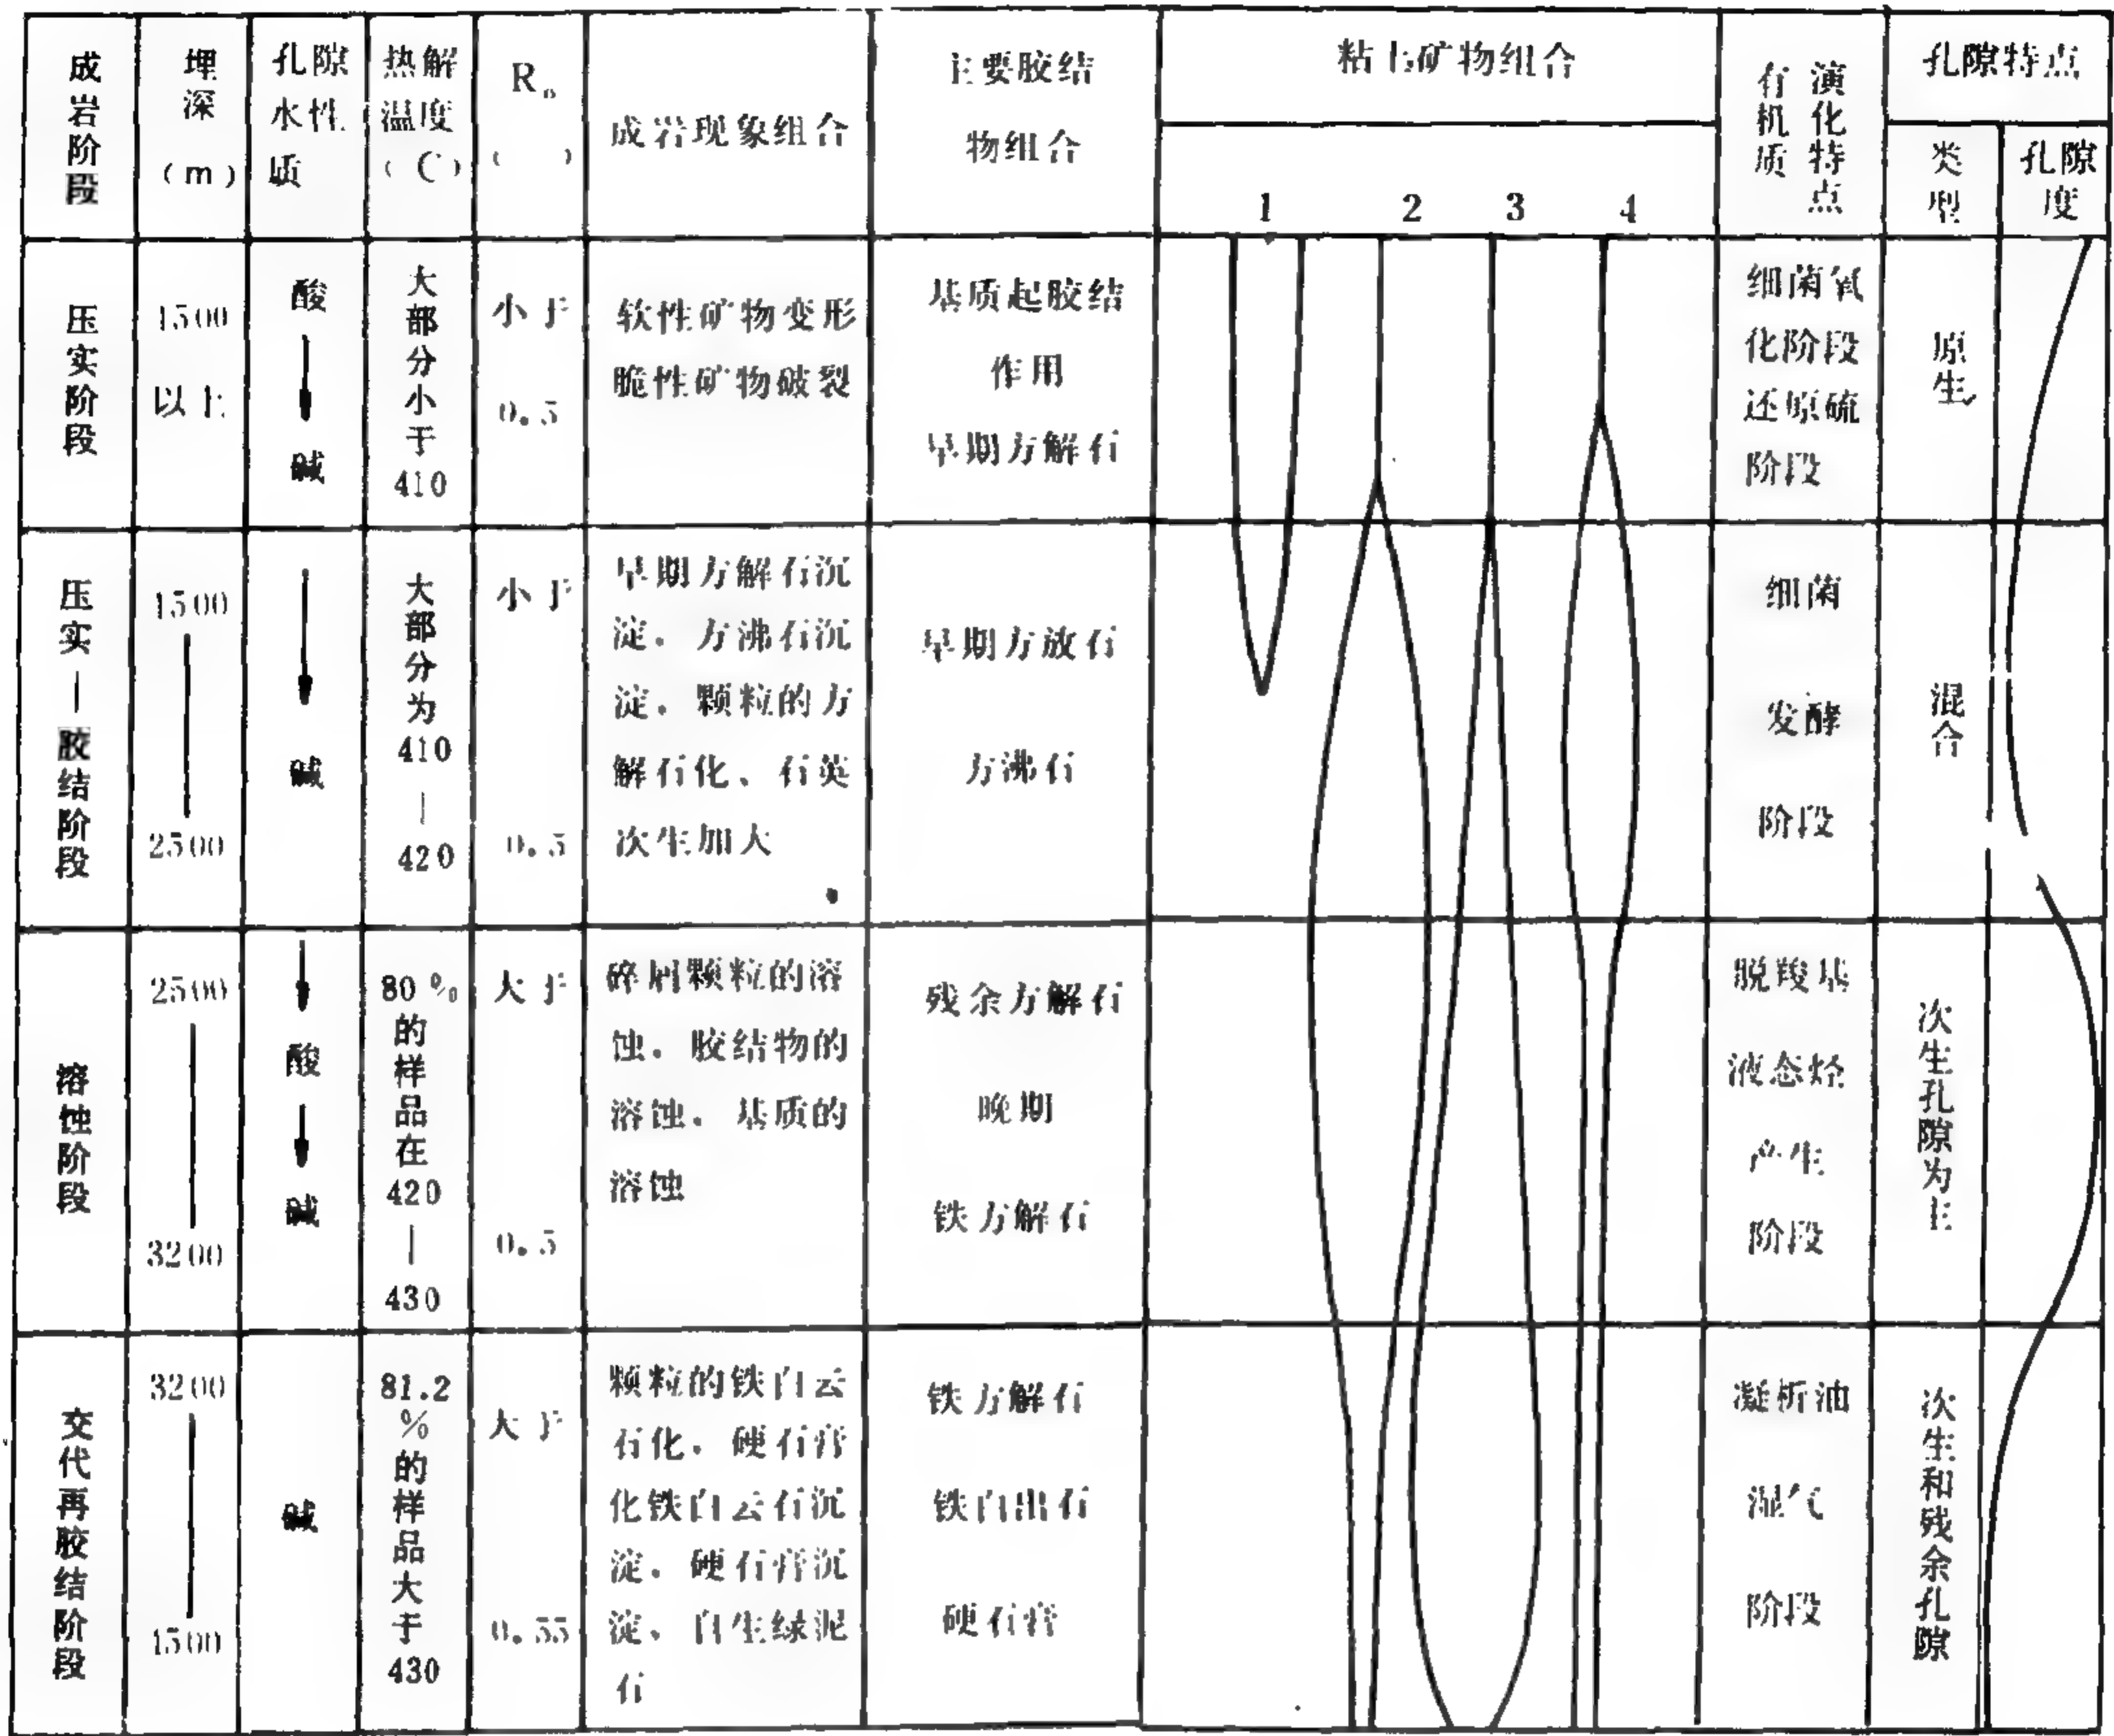 成岩阶段
埋深
(m)
孔隙
水性
质
热解
温度
(C)
R。
( )
成岩现象组合
主要胶结
物组合
粘土矿物组合
1 2 3 4
有机质
演化特点
孔隙特点
类型
孔隙
度
压实阶段
1500
以上
酸
碱
大部分小于
410
小于
0.5
软性矿物变形
脆性矿物破裂
基质起胶结
作用
早期方解石
细菌氧
化阶段
还原硫
阶段
原生
压实—胶结阶段
1500
2500
碱
大部分为
410
—
420
小于
0.5
早期方解石沉
淀.方沸石沉
淀.颗粒的方
解石化、石英
次生加大
早期方放石
方沸石
细菌
发酵
阶段
混合
溶蚀阶段
2500
3200
酸
碱
80%
的样品在
420
—
430
大于
0.5
碎屑颗粒的溶
蚀.胶结物的
溶蚀.基质的
溶蚀
残余方解石
晚期
铁方解石
脱羧基
液态烃
产生
阶段
次生孔隙为主
交代再胶结阶段
3200
1500
碱
81.2
%
的样品大于
430
大于
0.55
颗粒的铁白云
石化.硬石膏
化铁白云石沉
淀.硬石膏沉
淀、自生绿泥
石
铁方解石
铁白出石
硬石膏
凝析油
湿气
阶段
次生和残余孔隙